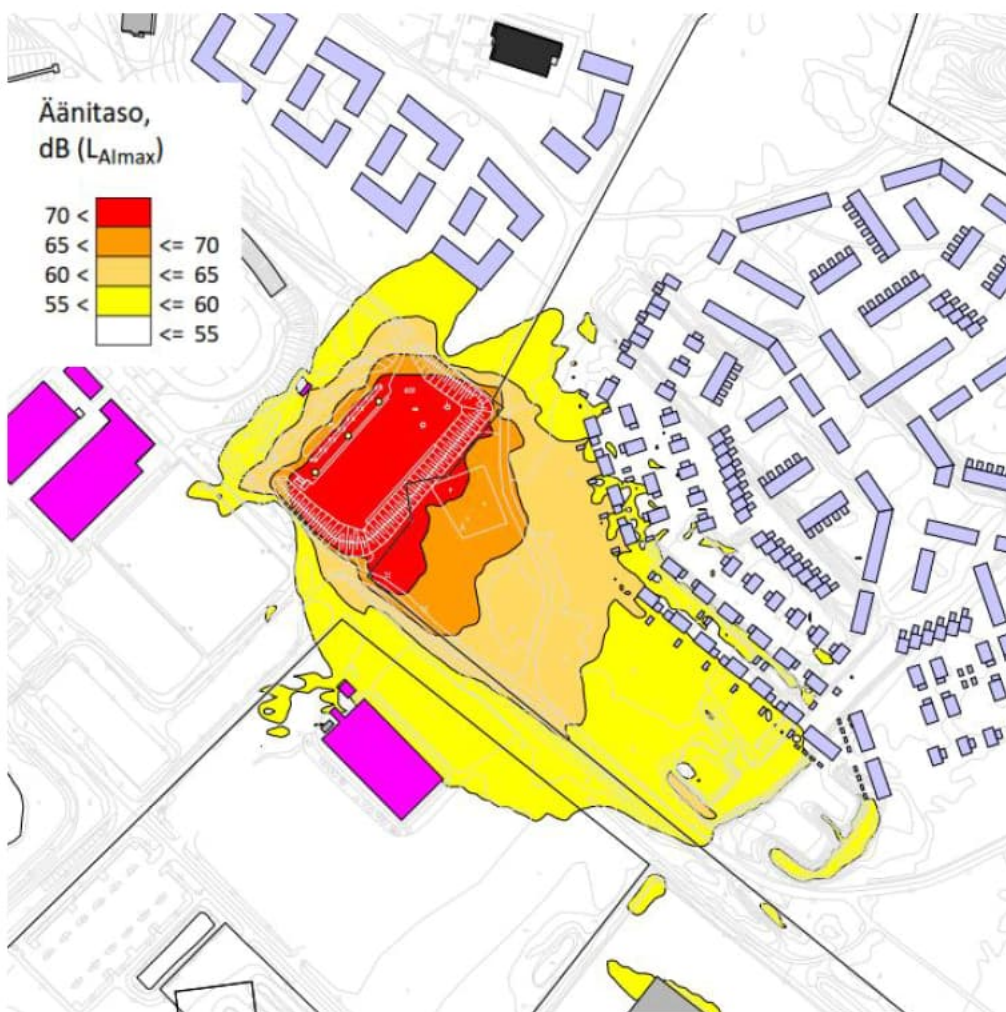 Äänitaso,
dB (LAImax)
70 <
65 < <= 70
60 < <= 65
55 < <= 60
<= 55